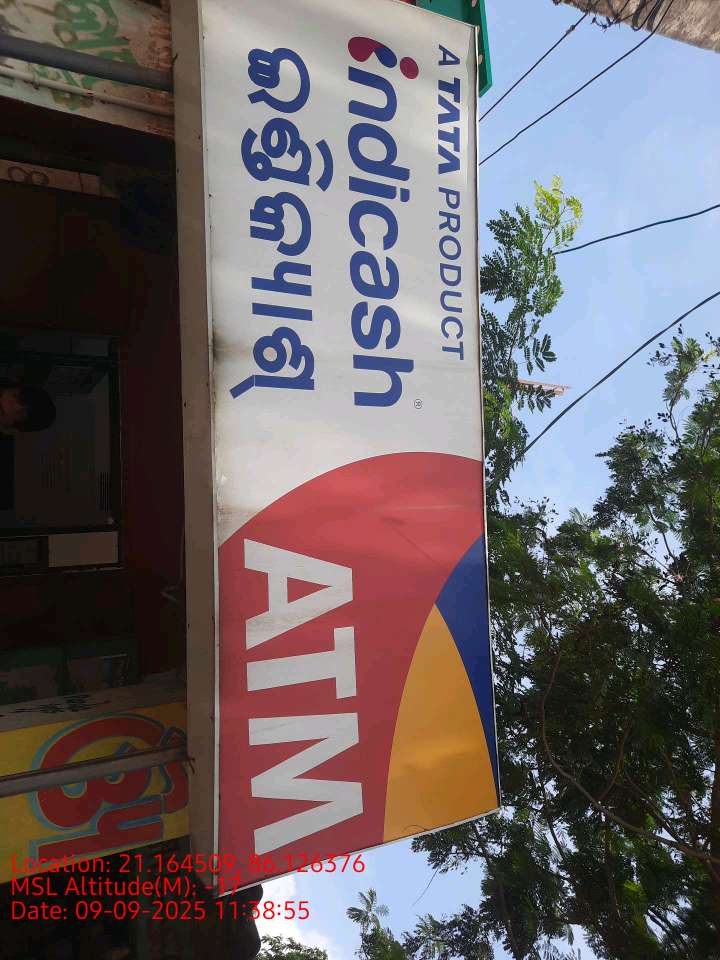 A TATA PRODUCT
indicash®
ଇଣ୍ଡିକ୍ୟାଶ୍
ATM
Location: 21.164509, 86.126376
MSL Altitude(M): -17
Date: 09-09-2025 11:38:55